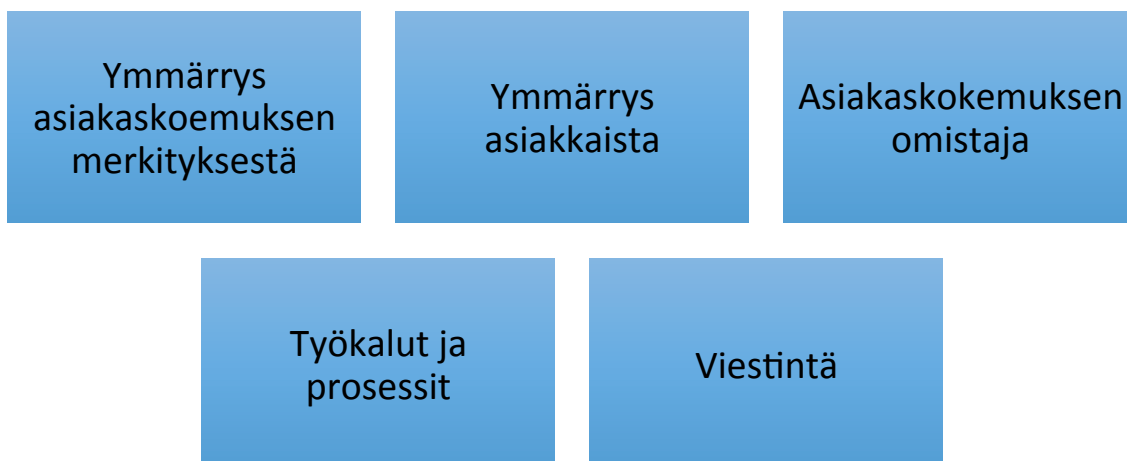 Ymmärrys
asiakaskoemuksen
merkityksestä
Ymmärrys
asiakkaista
Asiakaskokemuksen
omistaja
Työkalut ja
prosessit
Viestintä